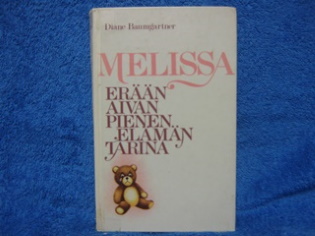 Diane Baumgartner
MELISSA
ERÄÄN
AIVAN
PIENEN
ELÄMÄN
TARINA